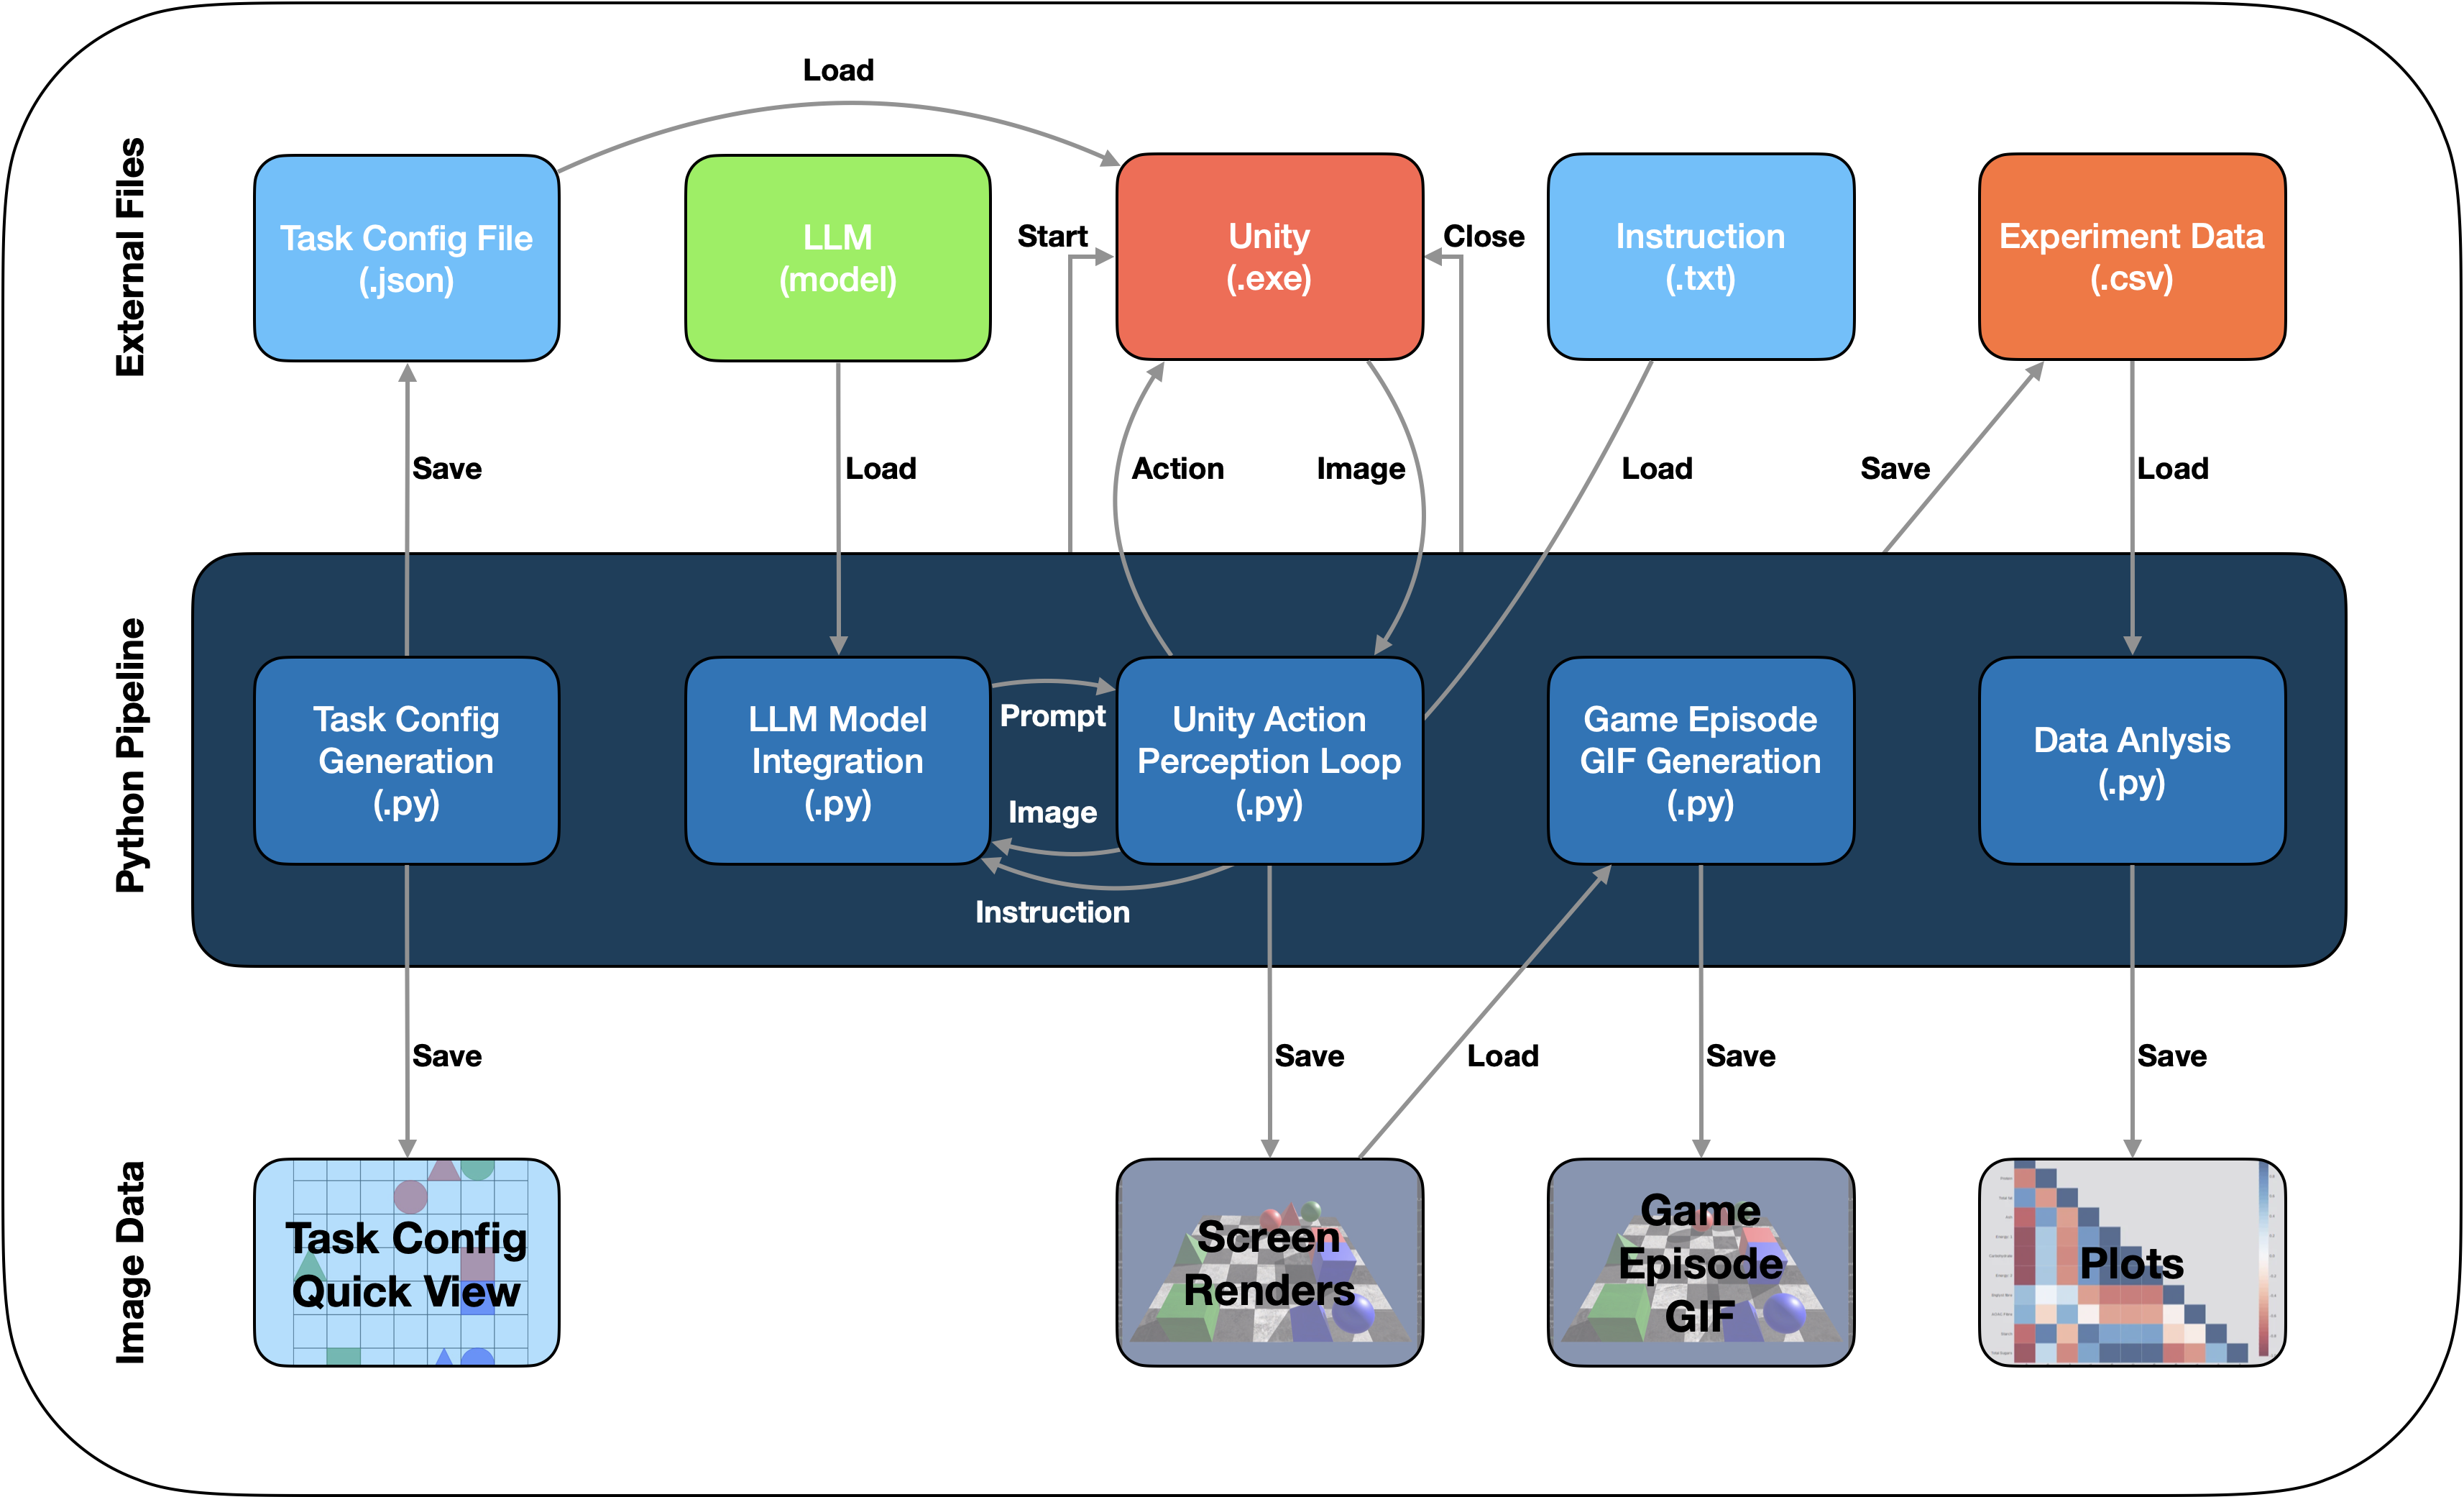 Load
External Files
Task Config File
(.json)
LLM
(model)
Start
Unity
(.exe)
Close
Instruction
(.txt)
Experiment Data
(.csv)
Save
Load
Action
Image
Load
Save
Load
Python Pipeline
Task Config
Generation
(.py)
LLM Model
Integration
(.py)
Prompt
Image
Instruction
Unity Action
Perception Loop
(.py)
Game Episode
GIF Generation
(.py)
Data Anlysis
(.py)
Save
Save
Load
Save
Save
Image Data
Task Config
Quick View
Screen
Renders
Game
Episode
GIF
Plots